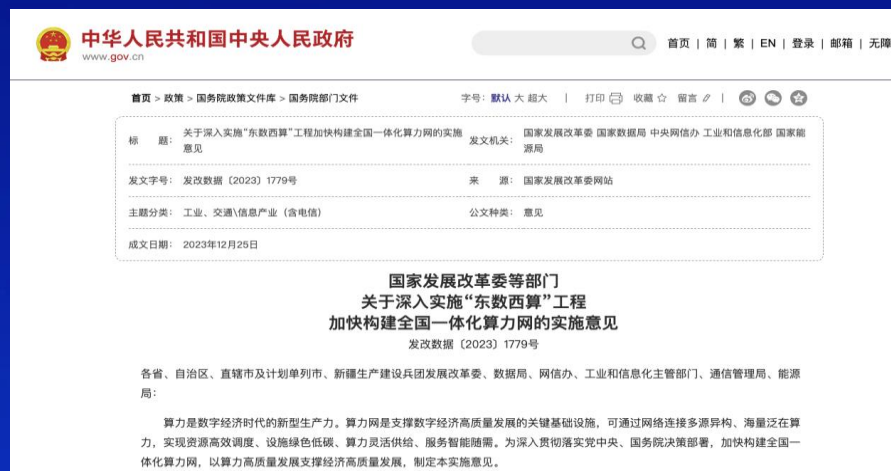 中华人民共和国中央人民政府
www.gov.cn
首页 | 简 | 繁 | EN | 登录 | 邮箱 | 无障
首页 > 政策 > 国务院政策文件库 > 国务院部门文件
字号：默认 大 超大 | 打印 收藏 留言 |
标 题： 关于深入实施“东数西算”工程加快构建全国一体化算力网的实施意见
发文机关： 国家发展改革委 国家数据局 中央网信办 工业和信息化部 国家能源局
发文字号： 发改数据〔2023〕1779号
来 源： 国家发展改革委网站
主题分类： 工业、交通\信息产业（含电信）
公文种类： 意见
成文日期： 2023年12月25日
国家发展改革委等部门
关于深入实施“东数西算”工程
加快构建全国一体化算力网的实施意见
发改数据〔2023〕1779号
各省、自治区、直辖市及计划单列市、新疆生产建设兵团发展改革委、数据局、网信办、工业和信息化主管部门、通信管理局、能源
局：
算力是数字经济时代的新型生产力。算力网是支撑数字经济高质量发展的关键基础设施，可通过网络连接多源异构、海量泛在算
力，实现资源高效调度、设施绿色低碳、算力灵活供给、服务智能随需。为深入贯彻落实党中央、国务院决策部署，加快构建全国一
体化算力网，以算力高质量发展支撑经济高质量发展，制定本实施意见。